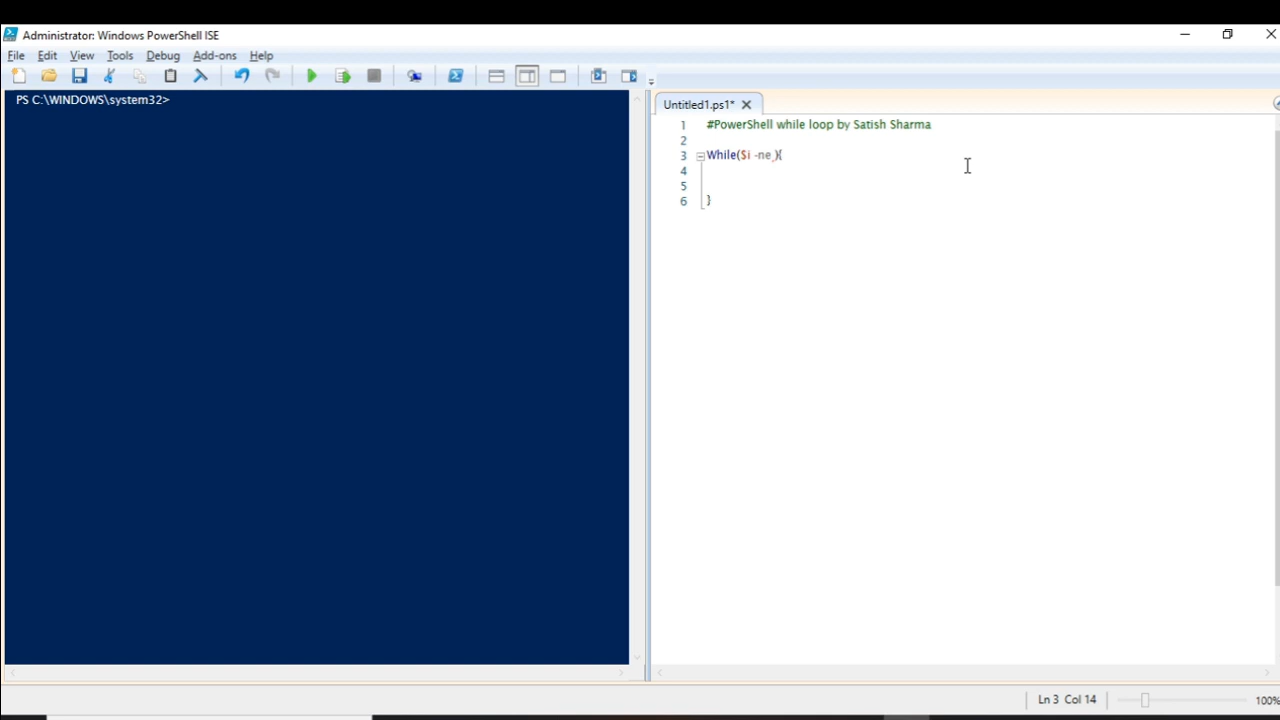 Administrator: Windows PowerShell ISE
File Edit View Tools Debug Add-ons Help
PS C:\WINDOWS\system32>
Untitled1.ps1*
1 #PowerShell while loop by Satish Sharma
2
3 While($i -ne ){
4
5
6 }
Ln 3 Col 14
100%